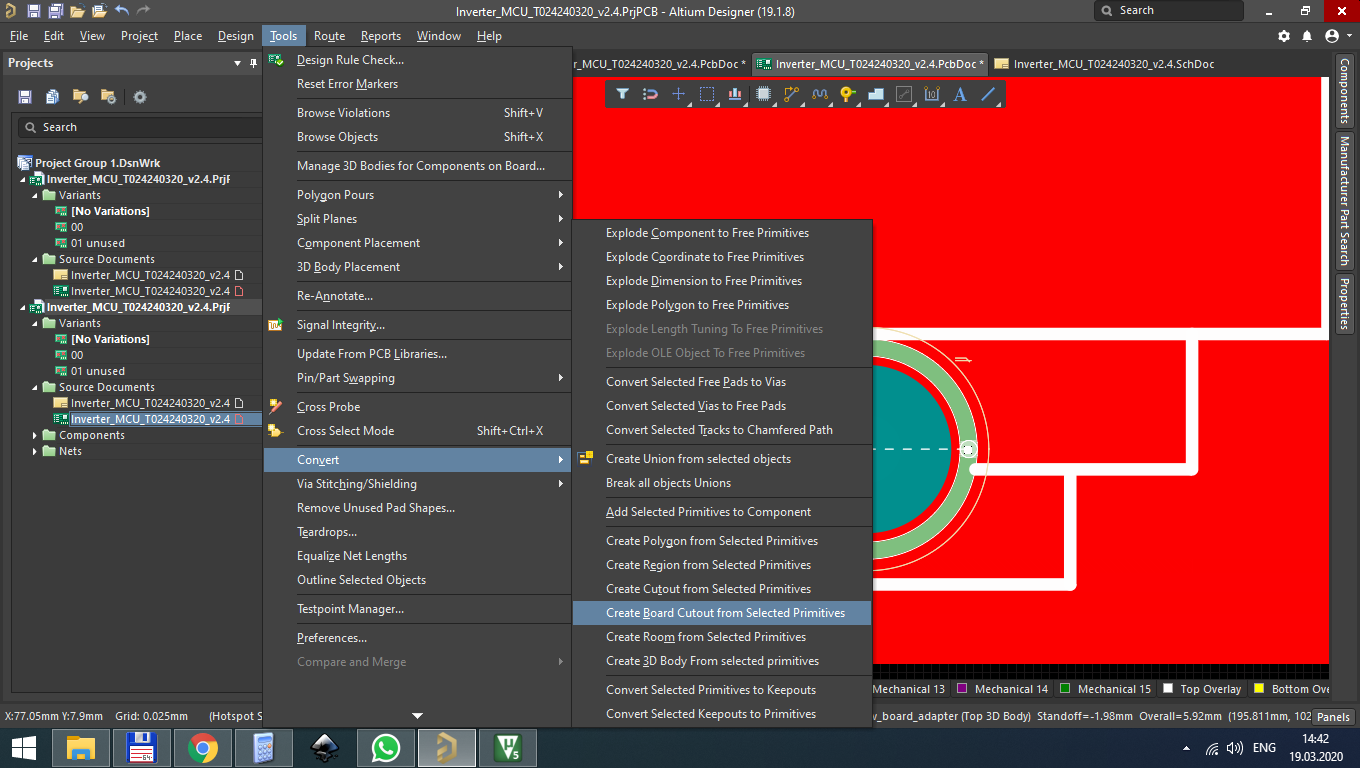 Inverter_MCU_T024240320_v2.4.PrjPCB - Altium Designer (19.1.8)
Search
File Edit View Project Place Design Tools Route Reports Window Help
Projects
r_MCU_T024240320_v2.4.PcbDoc *
Inverter_MCU_T024240320_v2.4.PcbDoc *
Inverter_MCU_T024240320_v2.4.SchDoc
Search
Project Group 1.DsnWrk
Inverter_MCU_T024240320_v2.4.PrjF
Variants
[No Variations]
00
01 unused
Source Documents
Inverter_MCU_T024240320_v2.4
Inverter_MCU_T024240320_v2.4
Inverter_MCU_T024240320_v2.4.PrjF
Variants
[No Variations]
00
01 unused
Source Documents
Inverter_MCU_T024240320_v2.4
Inverter_MCU_T024240320_v2.4
Components
Nets
Design Rule Check...
Reset Error Markers
Browse Violations Shift+V
Browse Objects Shift+X
Manage 3D Bodies for Components on Board...
Polygon Pours
Split Planes
Component Placement
3D Body Placement
Re-Annotate...
Signal Integrity...
Update From PCB Libraries...
Pin/Part Swapping
Cross Probe
Cross Select Mode Shift+Ctrl+X
Convert
Via Stitching/Shielding
Remove Unused Pad Shapes...
Teardrops...
Equalize Net Lengths
Outline Selected Objects
Testpoint Manager...
Preferences...
Compare and Merge
Explode Component to Free Primitives
Explode Coordinate to Free Primitives
Explode Dimension to Free Primitives
Explode Polygon to Free Primitives
Explode Length Tuning To Free Primitives
Explode OLE Object To Free Primitives
Convert Selected Free Pads to Vias
Convert Selected Vias to Free Pads
Convert Selected Tracks to Chamfered Path
Create Union from selected objects
Break all objects Unions
Add Selected Primitives to Component
Create Polygon from Selected Primitives
Create Region from Selected Primitives
Create Cutout from Selected Primitives
Create Board Cutout from Selected Primitives
Create Room from Selected Primitives
Create 3D Body From selected primitives
Convert Selected Primitives to Keepouts
Convert Selected Keepouts to Primitives
A
Components
Manufacturer Part Search
Properties
Mechanical 13 Mechanical 14 Mechanical 15 Top Overlay Bottom Ove
X:77.05mm Y:7.9mm Grid: 0.025mm (Hotspot S
w_board_adapter (Top 3D Body) Standoff=-1.98mm Overall=5.92mm (195.811mm, 102
Panels
64
5
ENG
14:42
19.03.2020